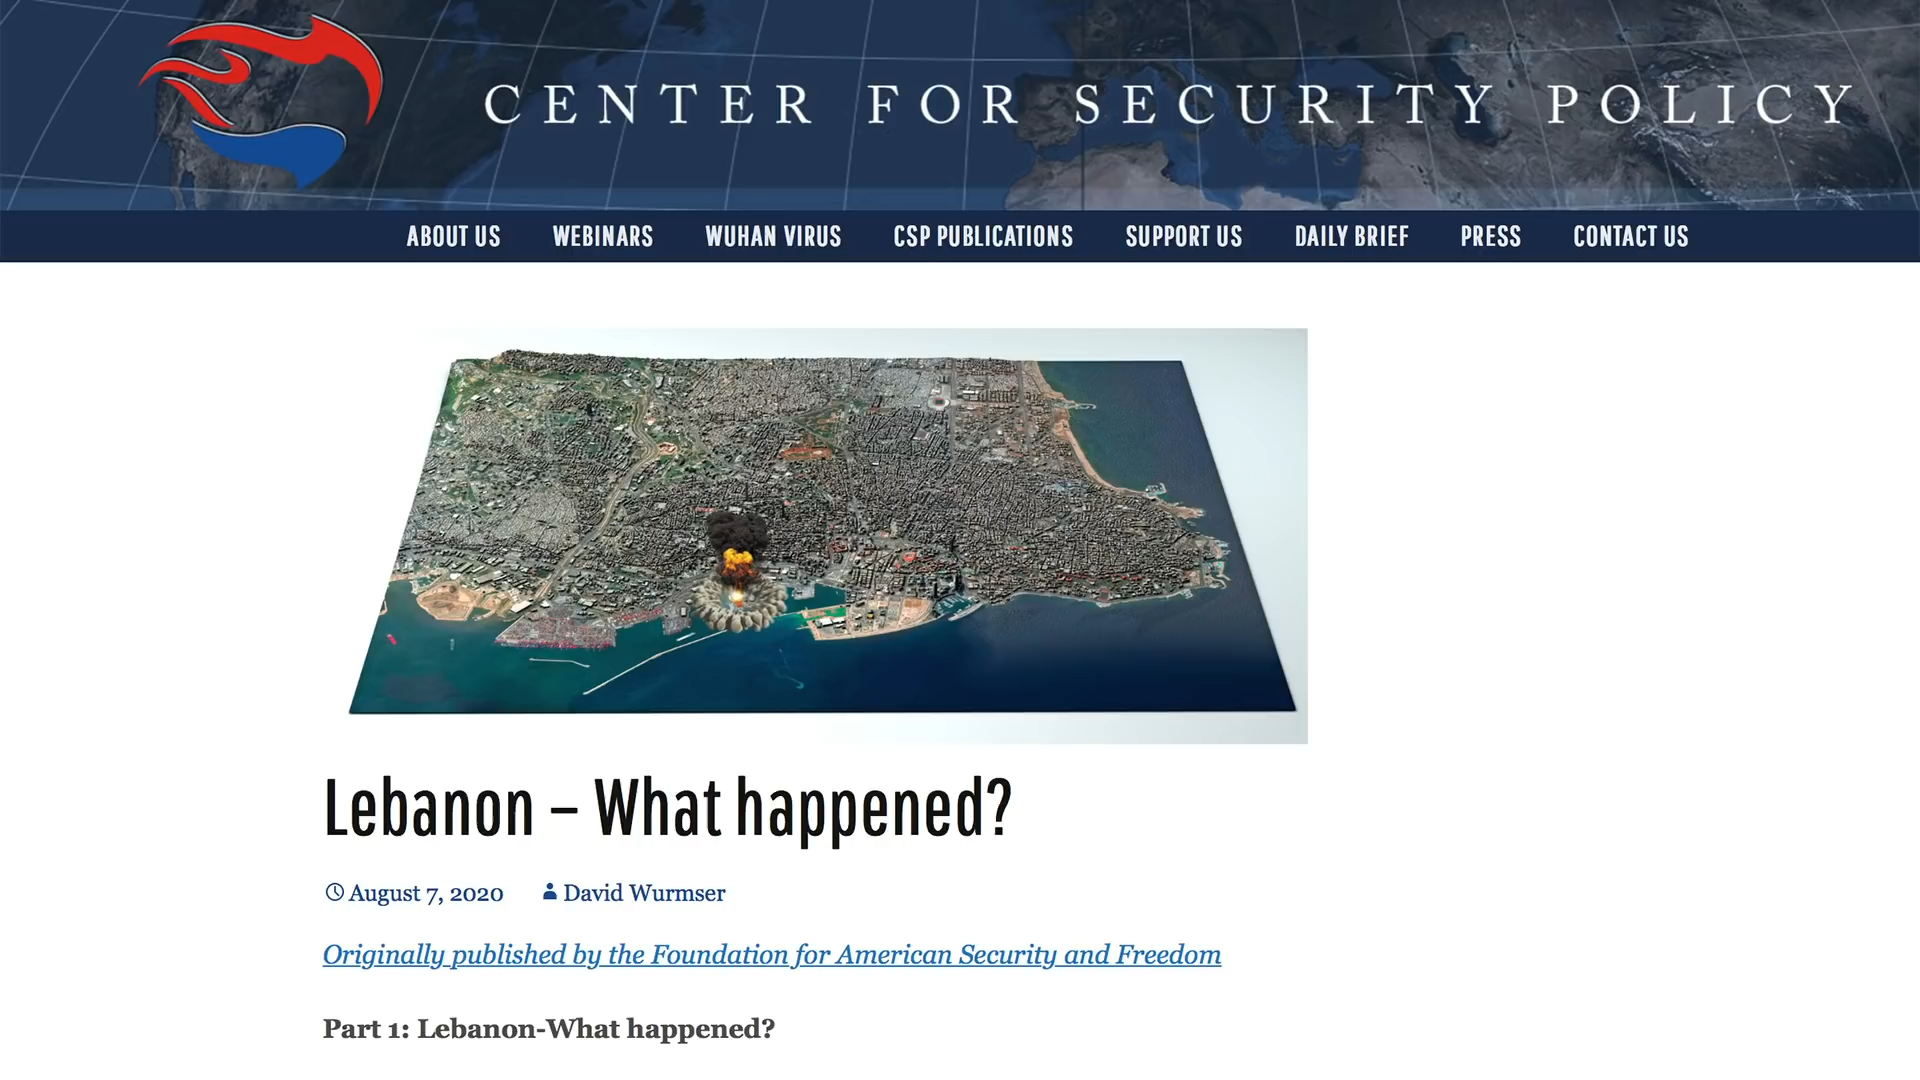 CENTER FOR SECURITY POLICY
ABOUT US WEBINARS WUHAN VIRUS CSP PUBLICATIONS SUPPORT US DAILY BRIEF PRESS CONTACT US
Lebanon – What happened?
August 7, 2020 David Wurmser
Originally published by the Foundation for American Security and Freedom
Part 1: Lebanon-What happened?